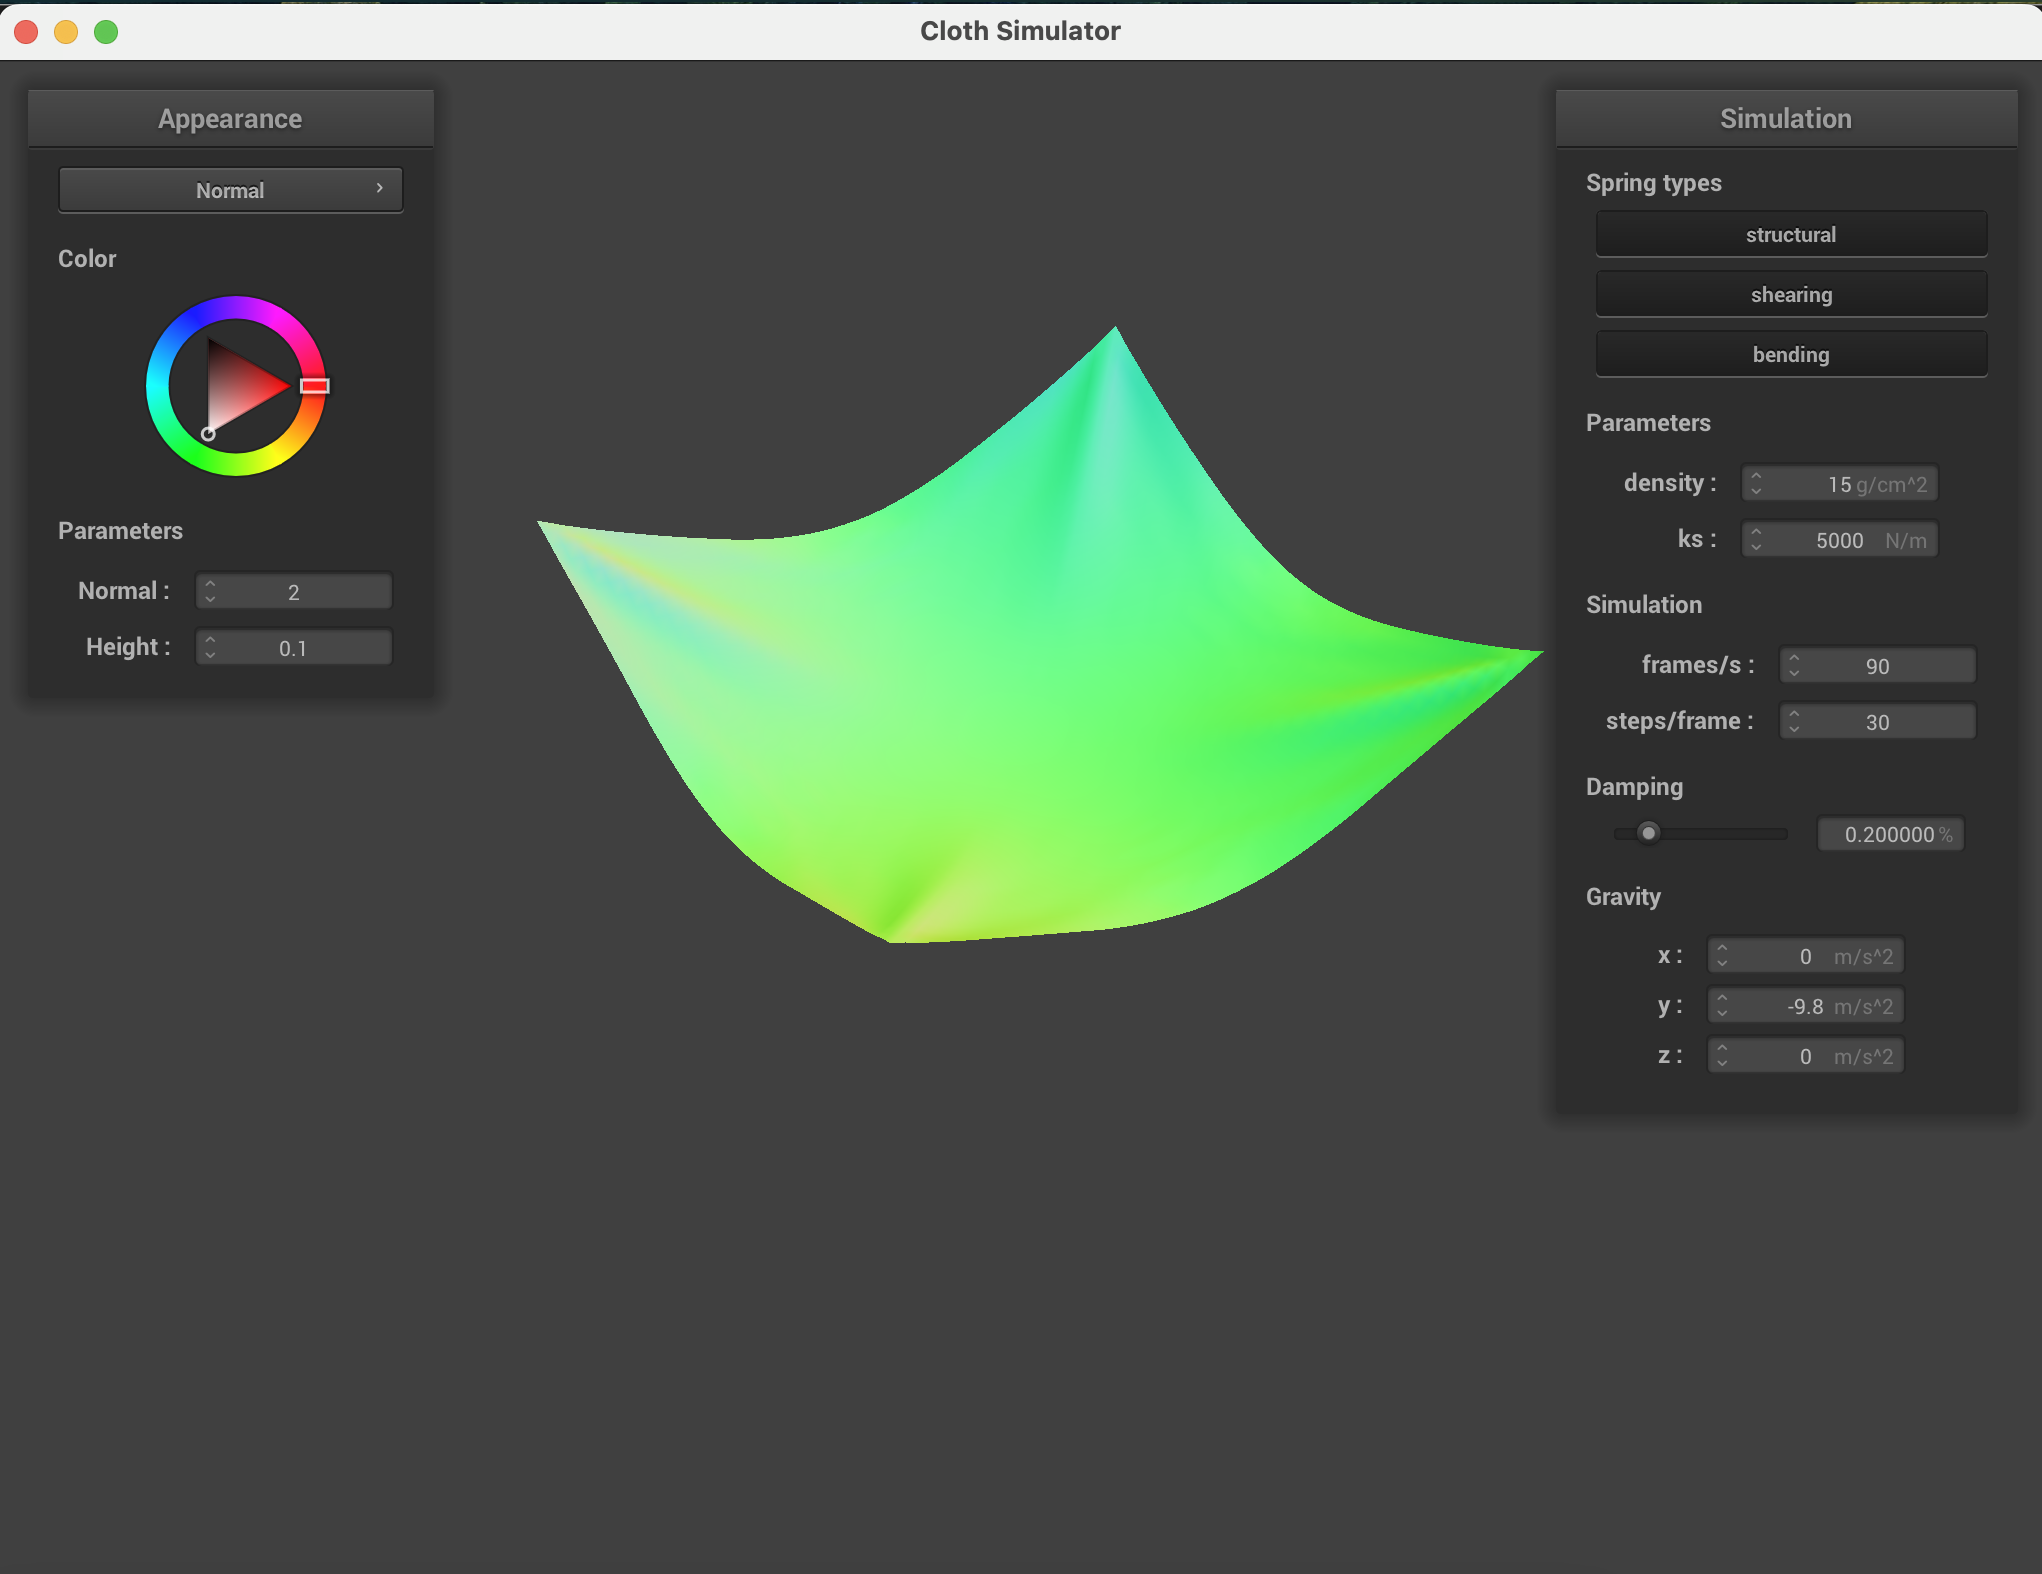 Cloth Simulator
Appearance
Normal
Color
Parameters
Normal : 2
Height : 0.1
Simulation
Spring types
structural
shearing
bending
Parameters
density : 15 g/cm^2
ks : 5000 N/m
Simulation
frames/s : 90
steps/frame : 30
Damping
0.200000 %
Gravity
x : 0 m/s^2
y : -9.8 m/s^2
z : 0 m/s^2